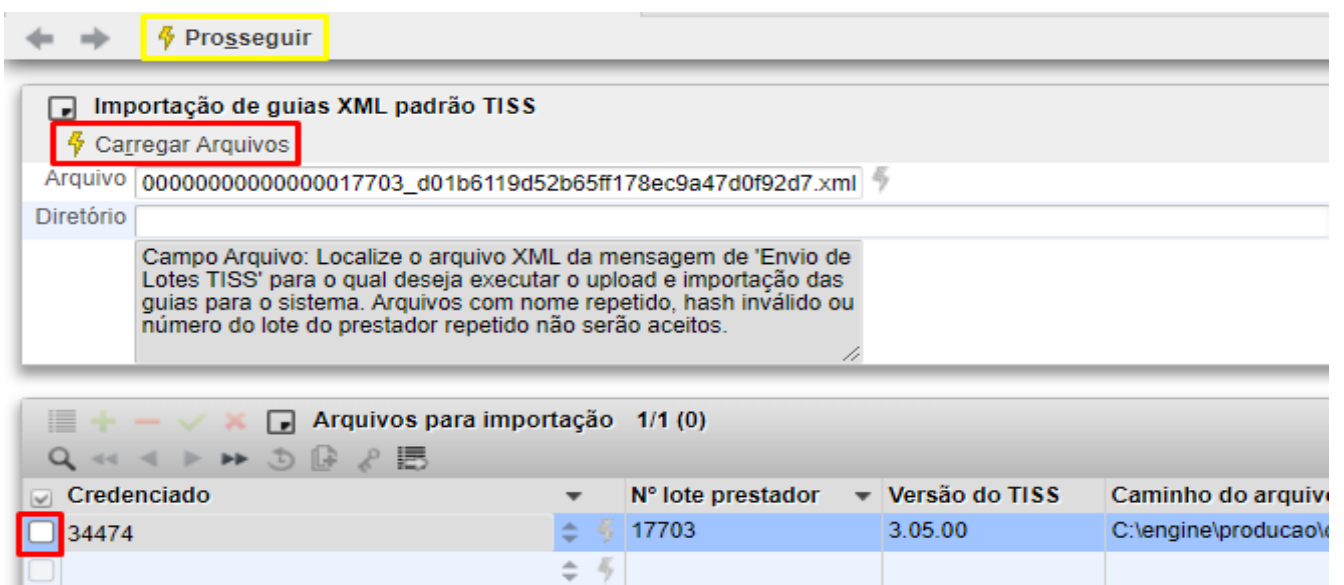 Prosseguir
Importação de guias XML padrão TISS
Carregar Arquivos
Arquivo 00000000000000017703_d01b6119d52b65ff178ec9a47d0f92d7.xml
Diretório
Campo Arquivo: Localize o arquivo XML da mensagem de 'Envio de
Lotes TISS' para o qual deseja executar o upload e importação das
guias para o sistema. Arquivos com nome repetido, hash inválido ou
número do lote do prestador repetido não serão aceitos.
Arquivos para importação 1/1 (0)
Credenciado Nº lote prestador Versão do TISS Caminho do arquivo
34474 17703 3.05.00 C:\engine\producao\